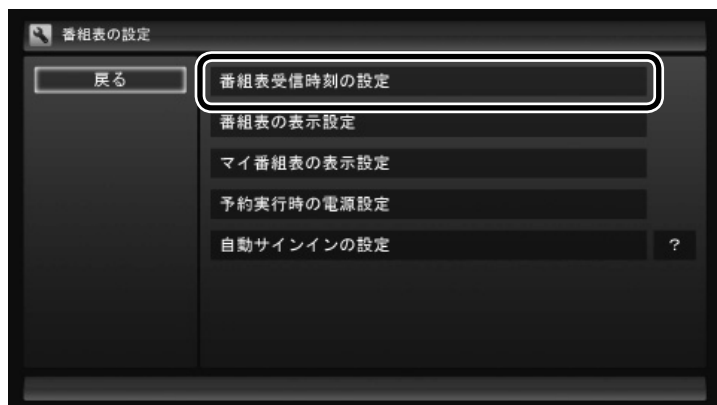 番組表の設定
戻る
番組表受信時刻の設定
番組表の表示設定
マイ番組表の表示設定
予約実行時の電源設定
自動サインインの設定
?